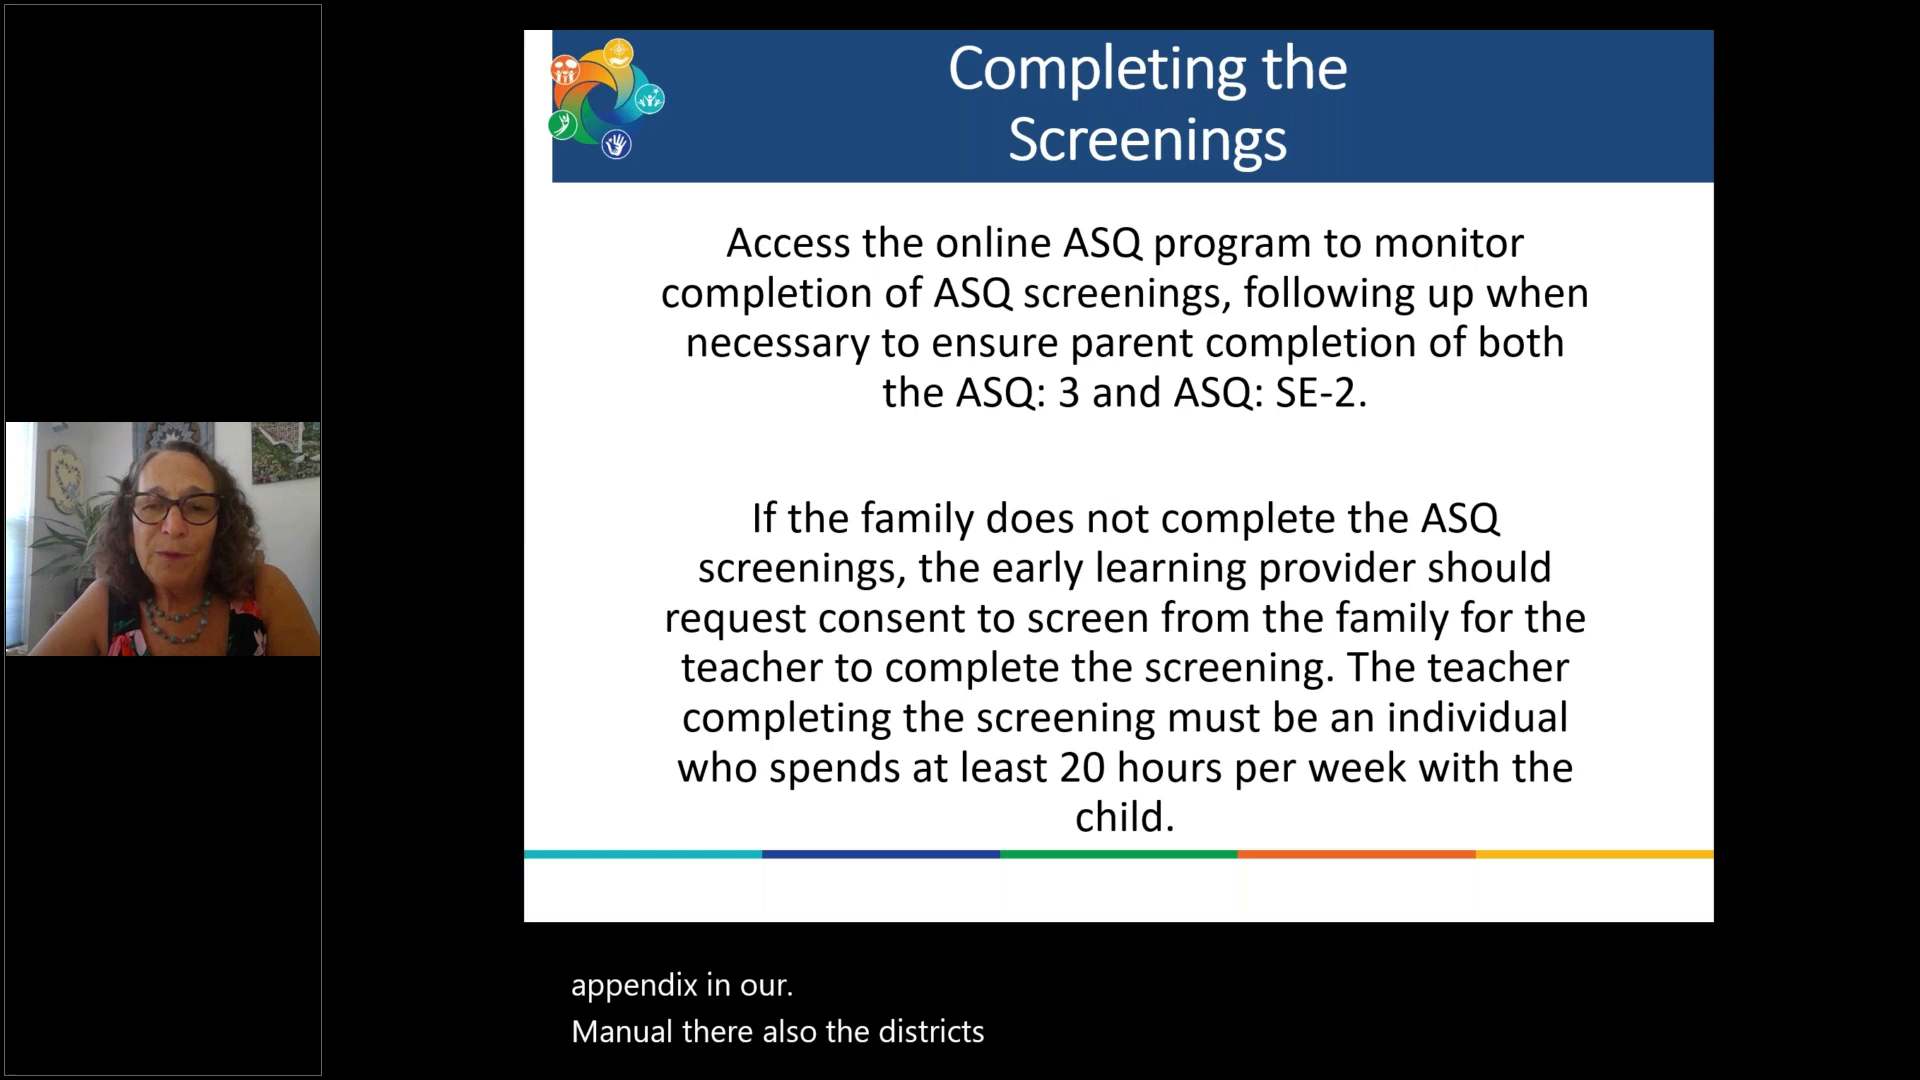 Completing the
Screenings
Access the online ASQ program to monitor
completion of ASQ screenings, following up when
necessary to ensure parent completion of both
the ASQ: 3 and ASQ: SE-2.
If the family does not complete the ASQ
screenings, the early learning provider should
request consent to screen from the family for the
teacher to complete the screening. The teacher
completing the screening must be an individual
who spends at least 20 hours per week with the
child.
appendix in our.
Manual there also the districts